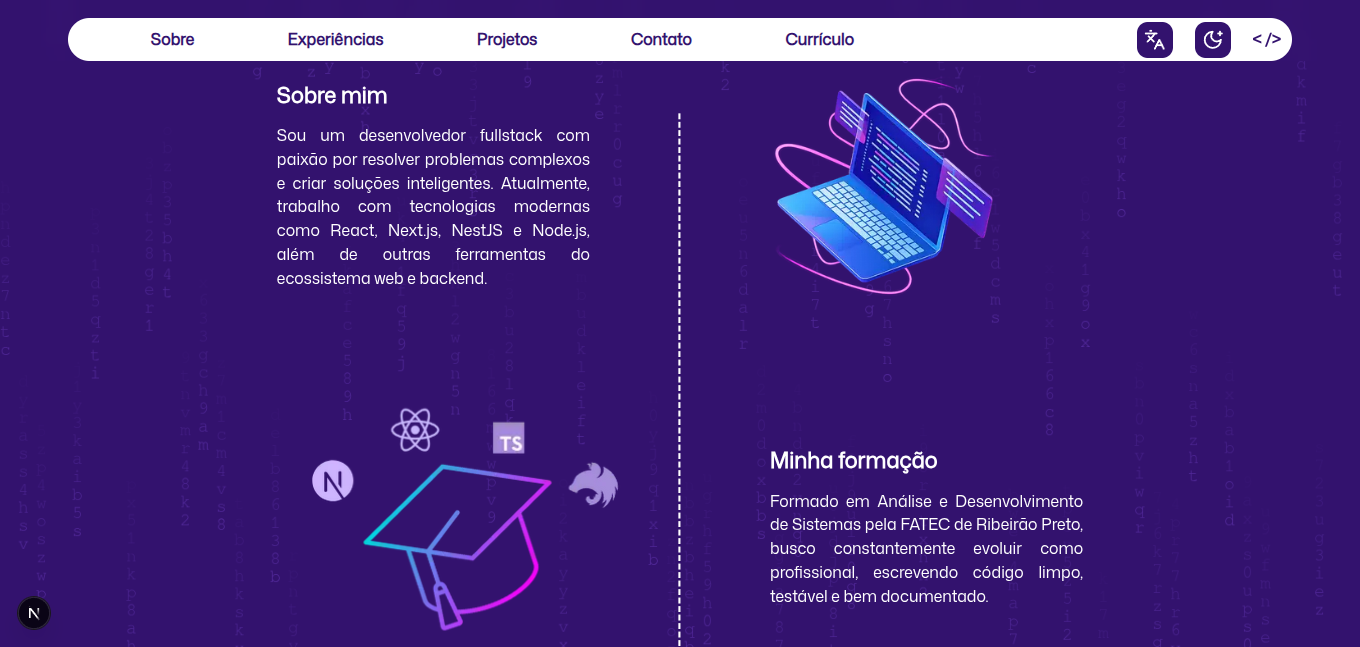 Sobre
Experiências
Projetos
Contato
Currículo
</>
Sobre mim
Sou um desenvolvedor fullstack com
paixão por resolver problemas complexos
e criar soluções inteligentes. Atualmente,
trabalho com tecnologias modernas
como React, Next.js, NestJS e Node.js,
além de outras ferramentas do
ecossistema web e backend.
TS
N
Minha formação
Formado em Análise e Desenvolvimento
de Sistemas pela FATEC de Ribeirão Preto,
busco constantemente evoluir como
profissional, escrevendo código limpo,
testável e bem documentado.
N